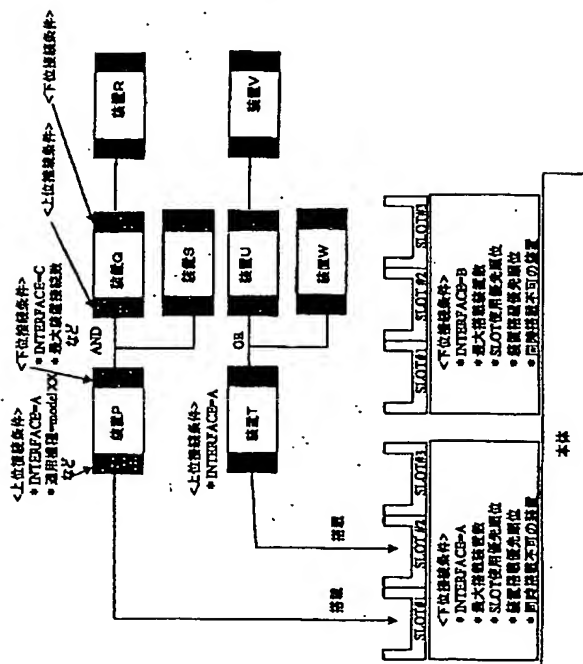 <上位接続条件>
* INTERFACE=A
*適用機種=modelXX
など
<下位接続条件>
* INTERFACE=C
* 最大装置接続数
など
<上位接続条件>
<下位接続条件>
装置P
AND
装置Q
装置R
装置S
<上位接続条件>
* INTERFACE=A
装置T
OR
装置U
装置V
装置W
搭載
搭載
SLOT#1
SLOT#2
SLOT#3
<下位接続条件>
* INTERFACE=A
* 最大搭載装置数
* SLOT使用優先順位
* 装置搭載優先順位
* 同時搭載不可の装置
SLOT#1
SLOT#2
SLOT#3
<下位接続条件>
* INTERFACE=B
* 最大搭載装置数
* SLOT使用優先順位
* 装置搭載優先順位
* 同時搭載不可の装置
本体